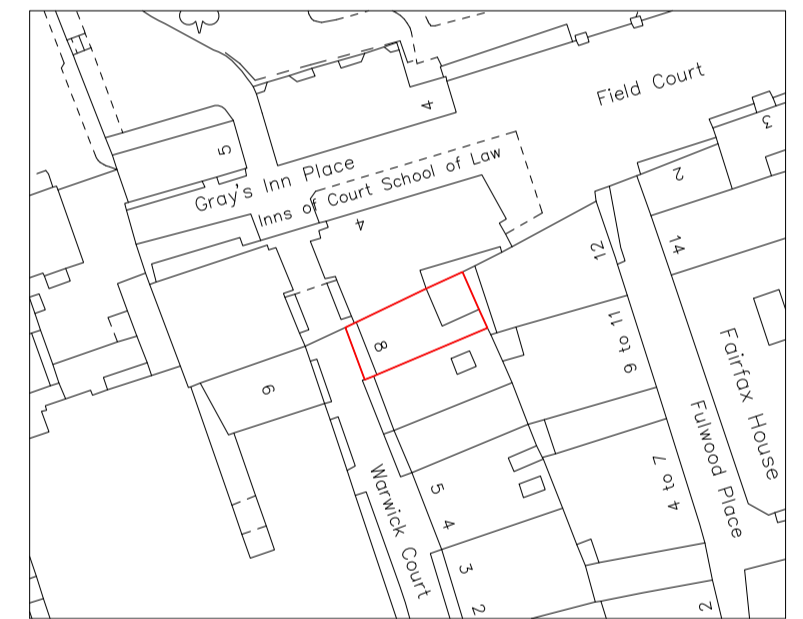 Field Court
4
3
5
Gray's Inn Place
Inns of Court School of Law
2
4
12
14
8
9 to 11
Fairfax House
6
Fulwood Place
Warwick Court
5
4 to 7
4
3
2
2